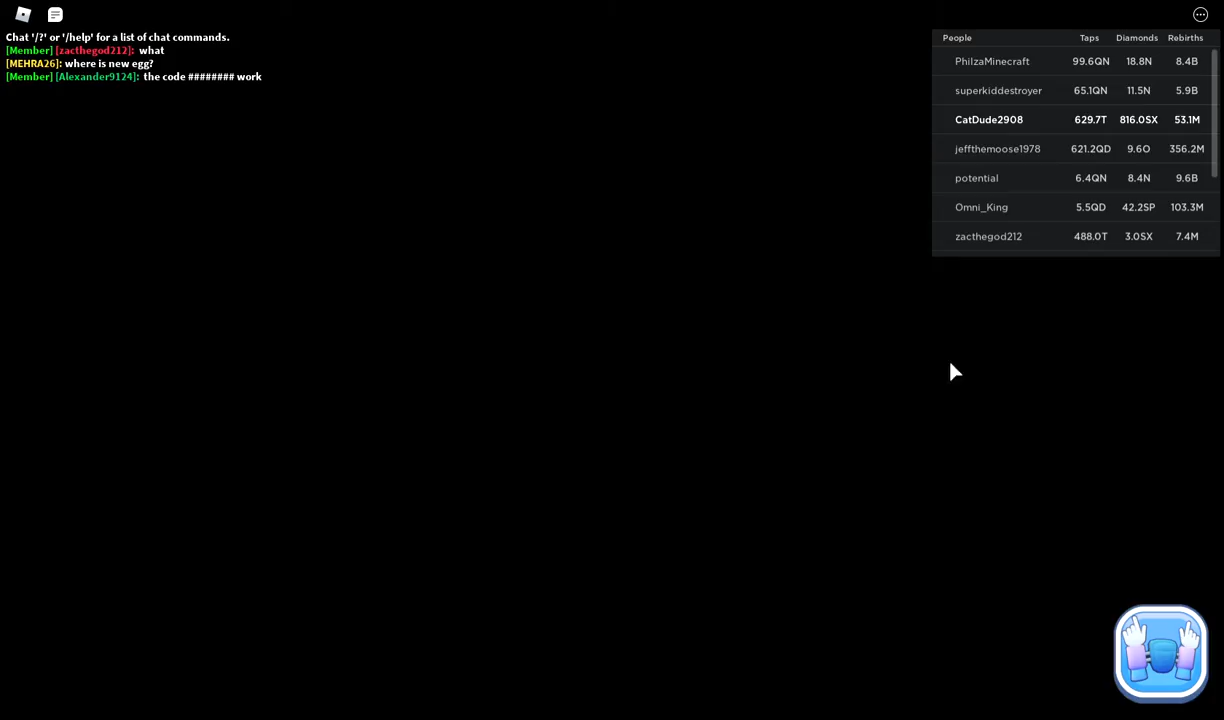 Chat '/?' or '/help' for a list of chat commands.
[Member] [zacthegod212]: what
[MEHRA26]: where is new egg?
[Member] [Alexander9124]: the code ######## work
People Taps Diamonds Rebirths
PhilzaMinecraft 99.6QN 18.8N 8.4B
superkiddestroyer 65.1QN 11.5N 5.9B
CatDude2908 629.7T 816.0SX 53.1M
jeffthemoose1978 621.2QD 9.6O 356.2M
potential 6.4QN 8.4N 9.6B
Omni_King 5.5QD 42.2SP 103.3M
zacthegod212 488.0T 3.0SX 7.4M